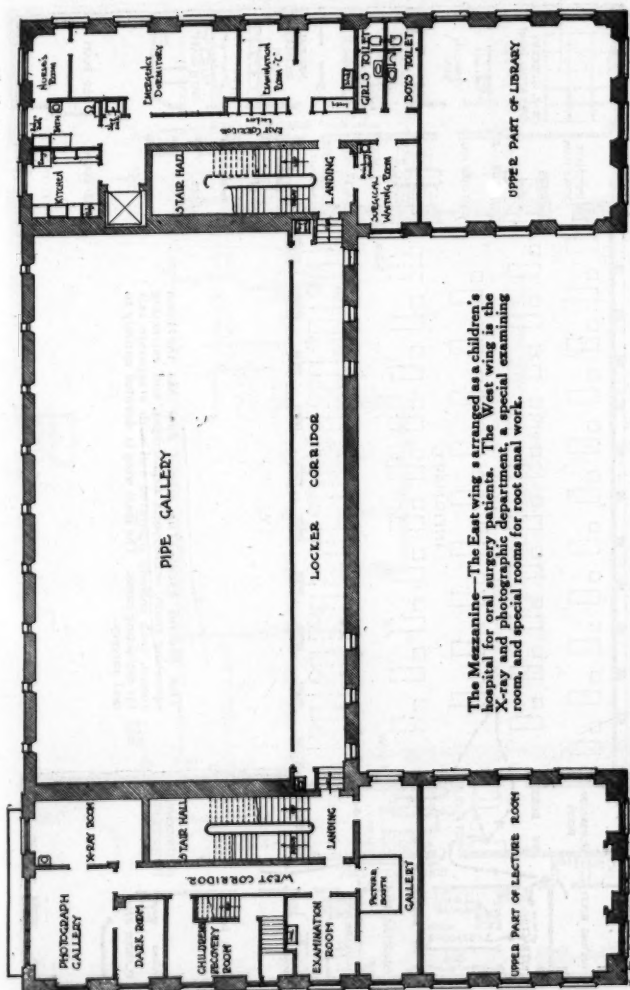 NURSE'S
ROOM
EMERGENCY
DORMITORY
EXAMINATION
ROOM-C
GIRLS TOILET
BOYS TOILET
UPPER PART OF LIBRARY
BATH
KITCHEN
EAST CORRIDOR
STAIR HALL
LANDING
SURGICAL
WAITING ROOM
PIPE GALLERY
LOCKER CORRIDOR
The Mezzanine—The East wing s arranged as a children's
hospital for oral surgery patients. The West wing is the
X-ray and photographic department, a special examining
room, and special rooms for root canal work.
X-RAY ROOM
PHOTOGRAPH
GALLERY
STAIR HALL
LANDING
WEST CORRIDOR
DARK ROOM
CHILDRENS
RECOVERY
ROOM
EXAMINATION
ROOM
PICTURE
BOOTH
GALLERY
UPPER PART OF LECTURE ROOM